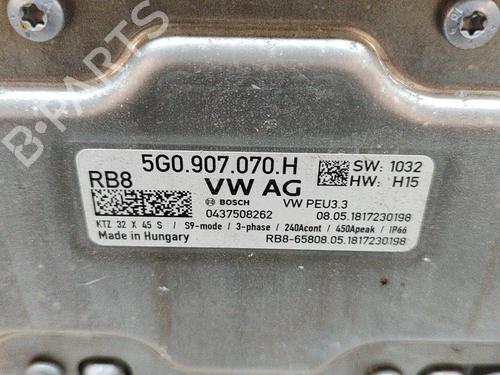 B-PARTS
5G0.907.070.H
SW: 1032
RB8
VW AG
HW: H15
BOSCH
VW PEU3.3
0437508262
08.05.1817230198
KTZ 32 X 45 S / S9-mode / 3-phase / 240Acont / 450Apeak / IP66
Made in Hungary
RB8-65808.05.1817230198